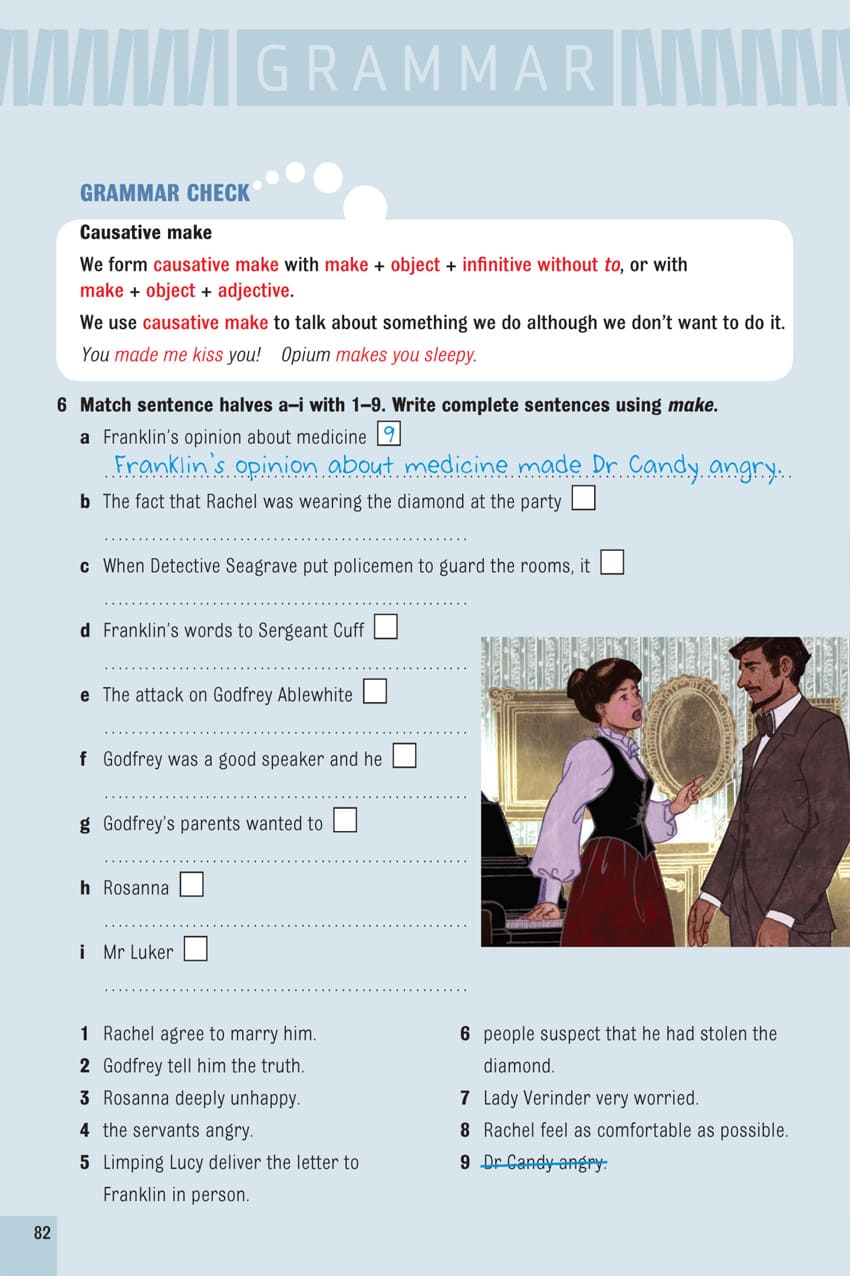 GRAMMAR
GRAMMAR CHECK
Causative make
We form causative make with make + object + infinitive without to, or with
make + object + adjective.
We use causative make to talk about something we do although we don't want to do it.
You made me kiss you! Opium makes you sleepy.
6 Match sentence halves a–i with 1–9. Write complete sentences using make.
a Franklin's opinion about medicine 9
Franklin's opinion about medicine made Dr Candy angry.
b The fact that Rachel was wearing the diamond at the party
c When Detective Seagrave put policemen to guard the rooms, it
d Franklin's words to Sergeant Cuff
e The attack on Godfrey Ablewhite
f Godfrey was a good speaker and he
g Godfrey's parents wanted to
h Rosanna
i Mr Luker
1 Rachel agree to marry him.
2 Godfrey tell him the truth.
3 Rosanna deeply unhappy.
4 the servants angry.
5 Limping Lucy deliver the letter to
Franklin in person.
6 people suspect that he had stolen the
diamond.
7 Lady Verinder very worried.
8 Rachel feel as comfortable as possible.
9 Dr Candy angry.
82